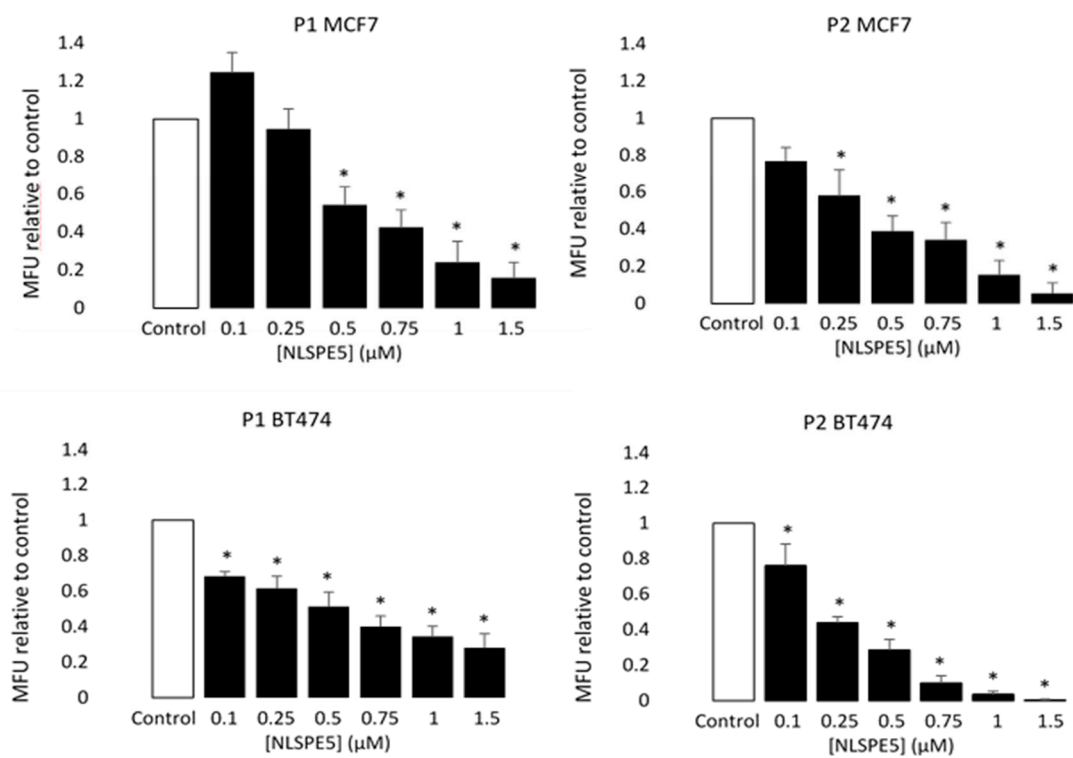 P1 MCF7
MFU relative to control
1.4
1.2
1
0.8
0.6
0.4
0.2
0
* * * *
Control 0.1 0.25 0.5 0.75 1 1.5
[NLSPE5] (μM)
P2 MCF7
MFU relative to control
1.4
1.2
1
0.8
0.6
0.4
0.2
0
* * * * *
Control 0.1 0.25 0.5 0.75 1 1.5
[NLSPE5] (μM)
P1 BT474
MFU relative to control
1.4
1.2
1
0.8
0.6
0.4
0.2
0
* * * * * *
Control 0.1 0.25 0.5 0.75 1 1.5
[NLSPE5] (μM)
P2 BT474
MFU relative to control
1.4
1.2
1
0.8
0.6
0.4
0.2
0
* * * * * *
Control 0.1 0.25 0.5 0.75 1 1.5
[NLSPE5] (μM)